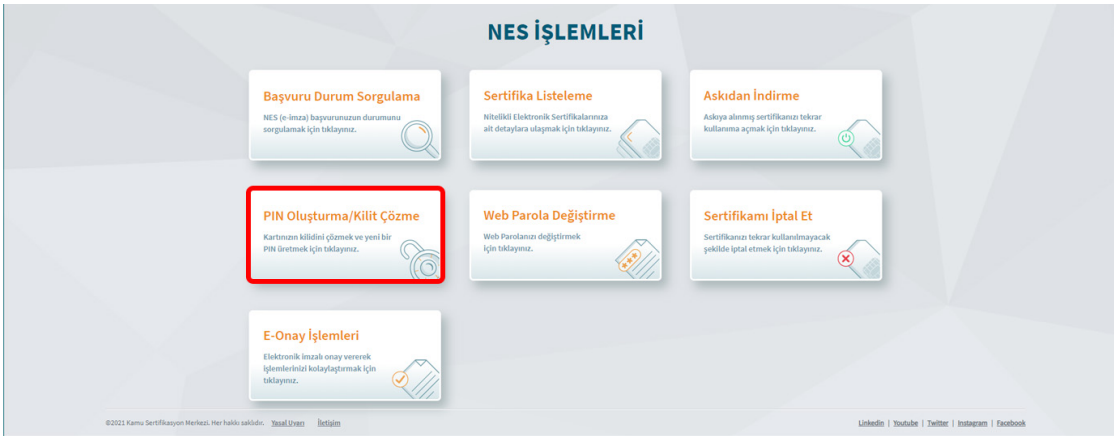 NES İŞLEMLERİ
Başvuru Durum Sorgulama
NES (e-imza) başvurunuzun durumunu
sorgulamak için tıklayınız.
Sertifika Listeleme
Nitelikli Elektronik Sertifikalarınıza
ait detaylara ulaşmak için tıklayınız.
Askıdan İndirme
Askıya alınmış sertifikanızı tekrar
kullanıma açmak için tıklayınız.
PIN Oluşturma/Kilit Çözme
Kartınızın kilidini çözmek ve yeni bir
PIN üretmek için tıklayınız.
Web Parola Değiştirme
Web Parolanızı değiştirmek
için tıklayınız.
Sertifikamı İptal Et
Sertifikanızı tekrar kullanılmayacak
şekilde iptal etmek için tıklayınız.
E-Onay İşlemleri
Elektronik imzalı onay vererek
işlemlerinizi kolaylaştırmak için
tıklayınız.
©2021 Kamu Sertifikasyon Merkezi. Her hakkı saklıdır. Yasal Uyarı İletişim
Linkedin | Youtube | Twitter | Instagram | Facebook